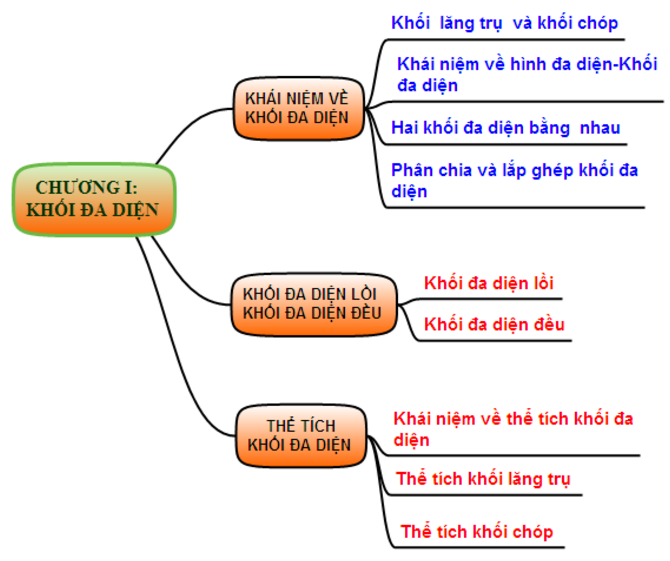 CHƯƠNG I:
KHỐI ĐA DIỆN
KHÁI NIỆM VỀ
KHỐI ĐA DIỆN
Khối lăng trụ và khối chóp
Khái niệm về hình đa diện-Khối
đa diện
Hai khối đa diện bằng nhau
Phân chia và lắp ghép khối đa
diện
KHỐI ĐA DIỆN LỒI
KHỐI ĐA DIỆN ĐỀU
Khối đa diện lồi
Khối đa diện đều
THỂ TÍCH
KHỐI ĐA DIỆN
Khái niệm về thể tích khối đa
diện
Thể tích khối lăng trụ
Thể tích khối chóp